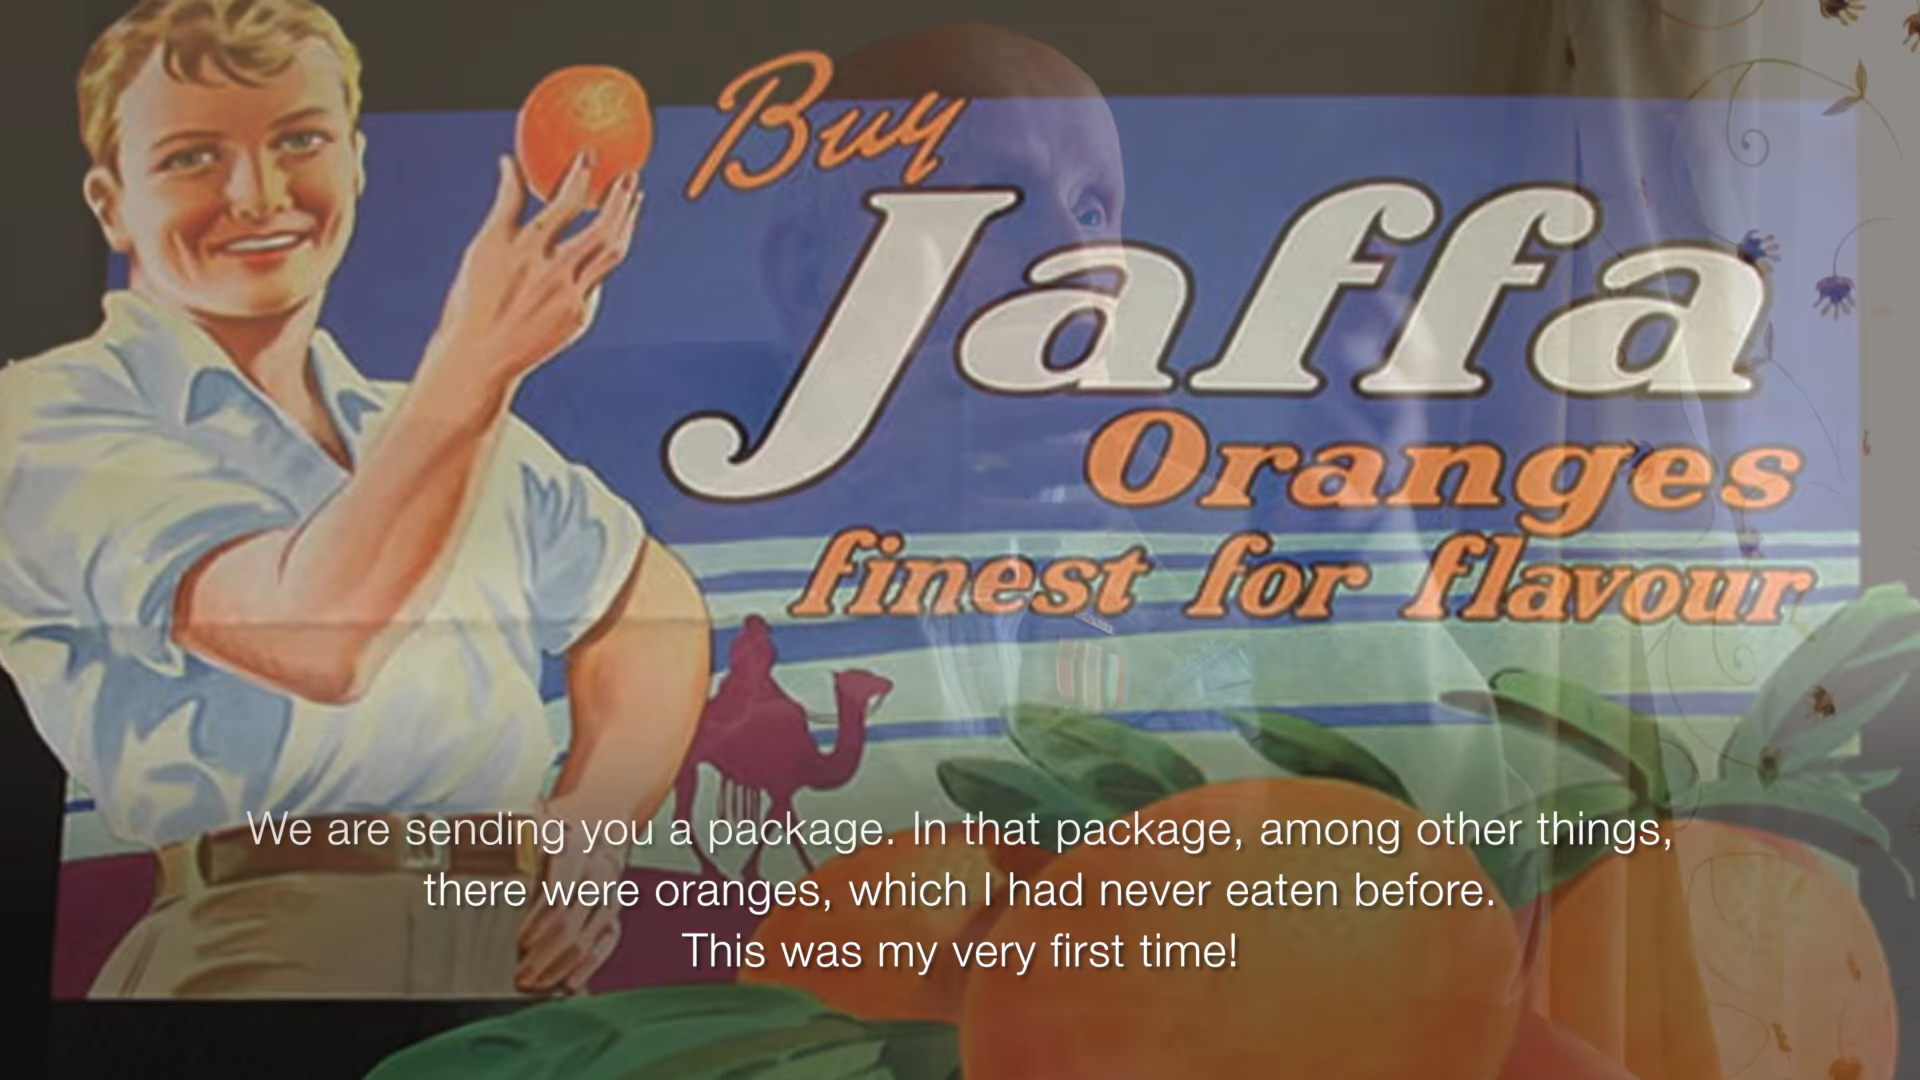 Buy
Jaffa
Oranges
finest for flavour
We are sending you a package. In that package, among other things,
there were oranges, which I had never eaten before.
This was my very first time!